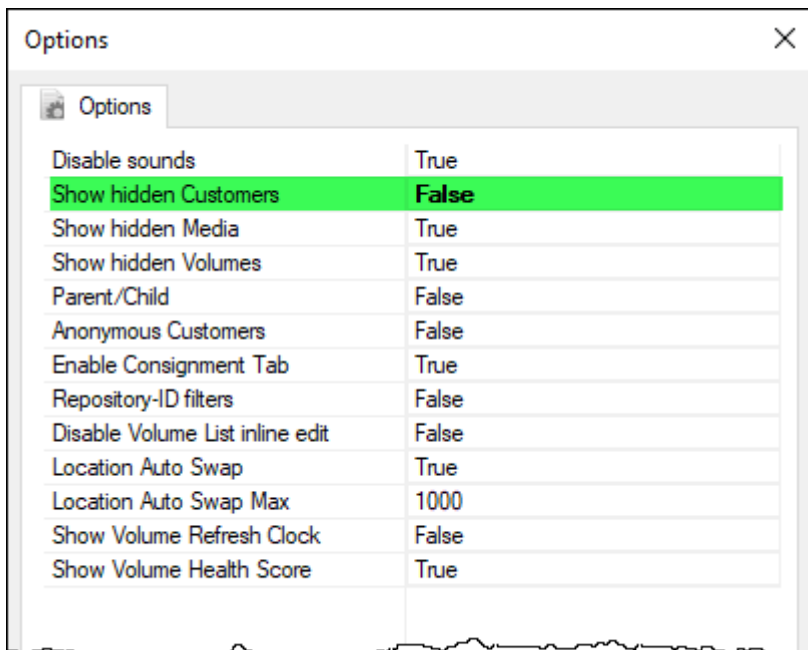 Options
Options
Disable sounds True
Show hidden Customers False
Show hidden Media True
Show hidden Volumes True
Parent/Child False
Anonymous Customers False
Enable Consignment Tab True
Repository-ID filters False
Disable Volume List inline edit False
Location Auto Swap True
Location Auto Swap Max 1000
Show Volume Refresh Clock False
Show Volume Health Score True